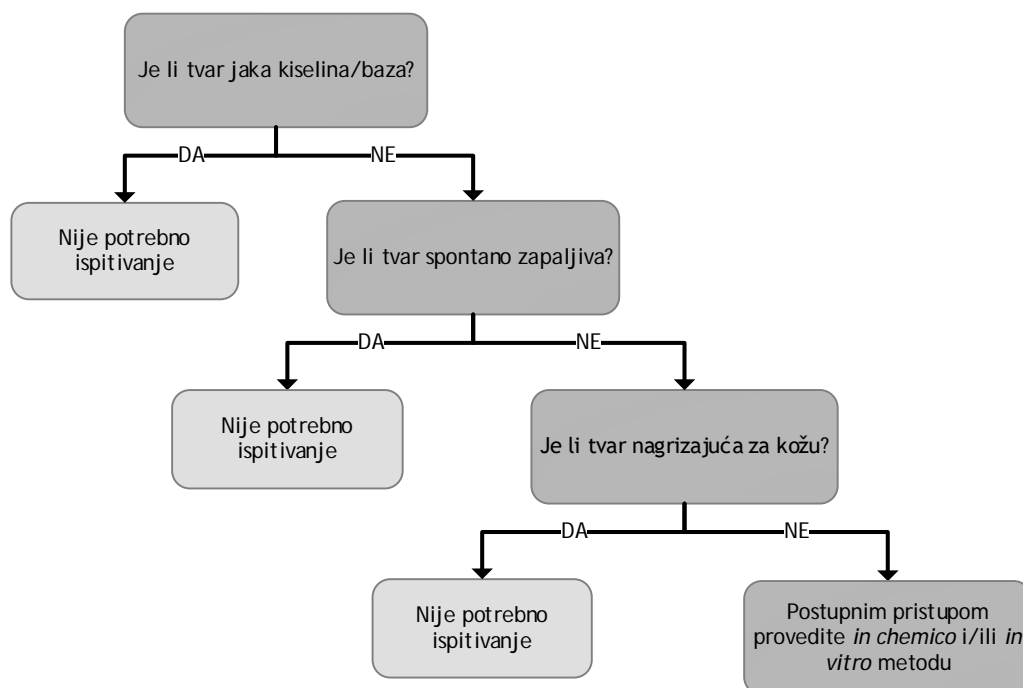 Je li tvar jaka kiselina/baza?
DA
NE
Nije potrebno
ispitivanje
Je li tvar spontano zapaljiva?
DA
NE
Nije potrebno
ispitivanje
Je li tvar nagrizajuća za kožu?
DA
NE
Nije potrebno
ispitivanje
Postupnim pristupom
provedite in chemico i/ili in
vitro metodu